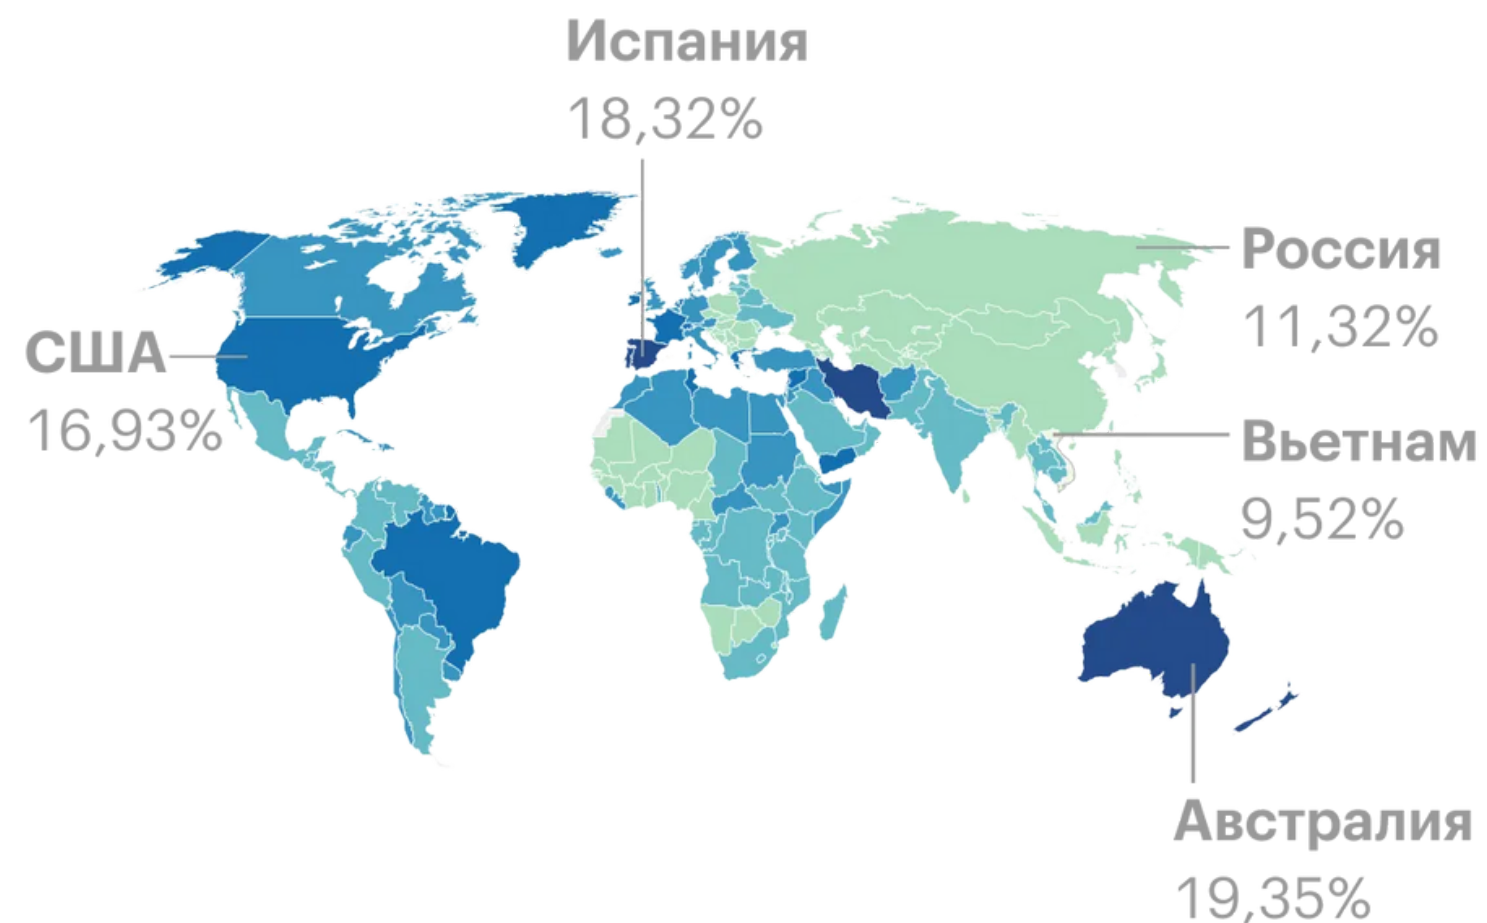 Испания
18,32%
Россия
11,32%
США
16,93%
Вьетнам
9,52%
Австралия
19,35%